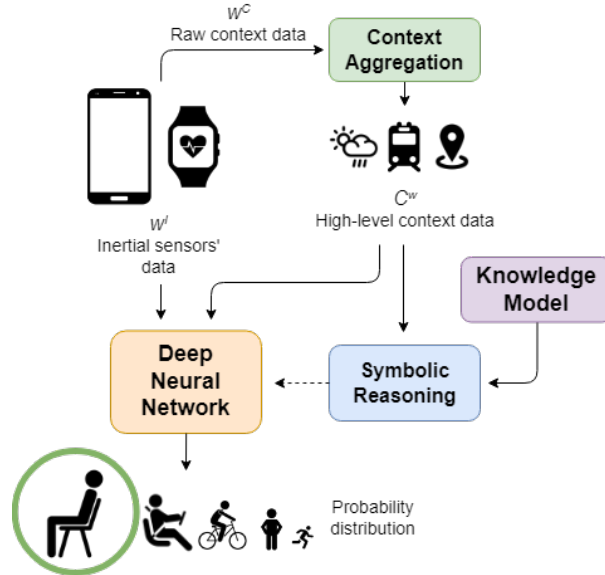 W^C
Raw context data
Context
Aggregation
C^w
High-level context data
W^I
Inertial sensors'
data
Knowledge
Model
Deep
Neural
Network
Symbolic
Reasoning
Probability
distribution